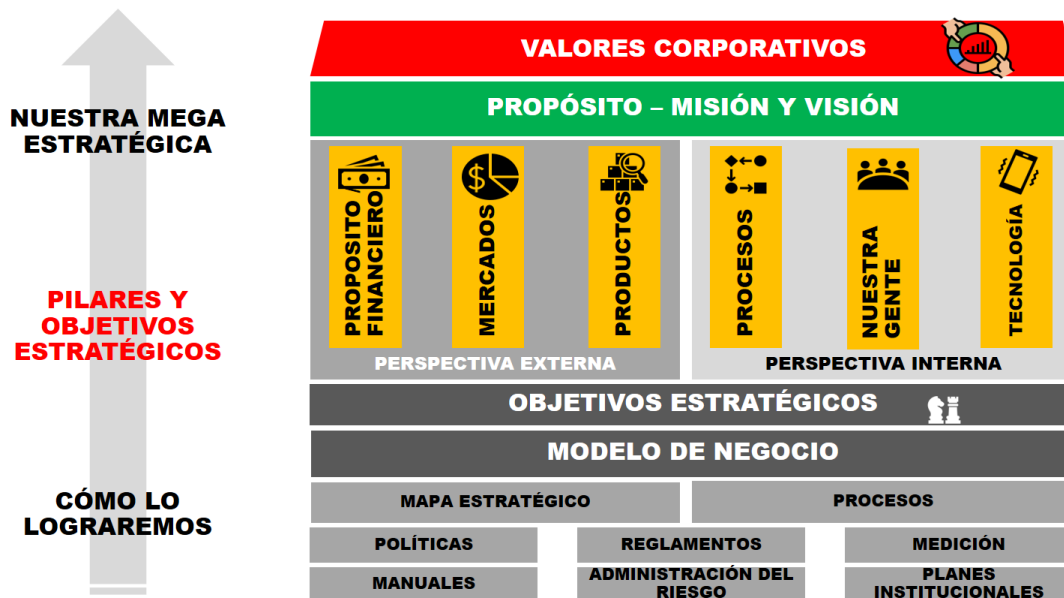 VALORES CORPORATIVOS
PROPÓSITO – MISIÓN Y VISIÓN
NUESTRA MEGA
ESTRATÉGICA
PILARES Y
OBJETIVOS
ESTRATÉGICOS
CÓMO LO
LOGRAREMOS
PROPOSITO
FINANCIERO
$
MERCADOS
PRODUCTOS
PROCESOS
NUESTRA
GENTE
TECNOLOGÍA
PERSPECTIVA EXTERNA
PERSPECTIVA INTERNA
OBJETIVOS ESTRATÉGICOS
MODELO DE NEGOCIO
MAPA ESTRATÉGICO
PROCESOS
POLÍTICAS
REGLAMENTOS
MEDICIÓN
MANUALES
ADMINISTRACIÓN DEL
RIESGO
PLANES
INSTITUCIONALES